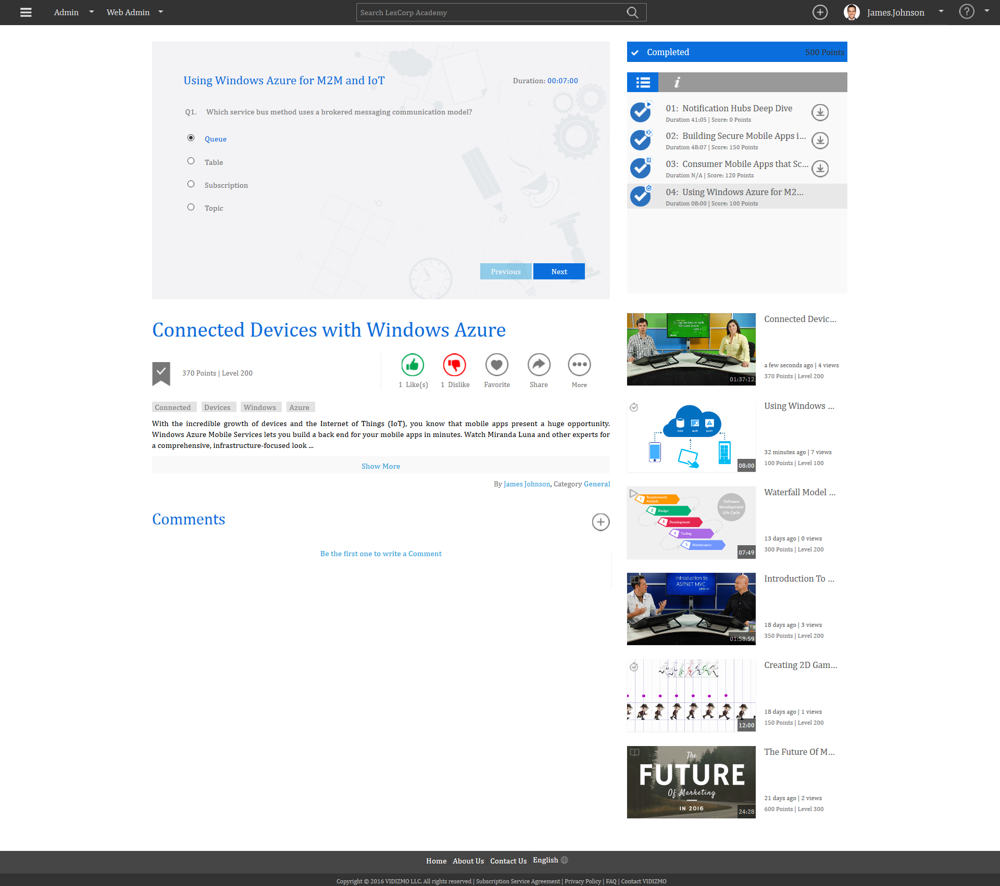 Admin
Web Admin
Search LexCorp Academy
James.Johnson
?
Using Windows Azure for M2M and IoT
Duration: 00:07:00
Q1. Which service bus method uses a brokered messaging communication model?
Queue
Table
Subscription
Topic
Previous
Next
Completed
500 Points
i
01: Notification Hubs Deep Dive
Duration 41:05 | Score: 0 Points
02: Building Secure Mobile Apps i...
Duration 48:07 | Score: 150 Points
03: Consumer Mobile Apps that Sc...
Duration N/A | Score: 120 Points
04: Using Windows Azure for M2...
Duration 08:00 | Score: 100 Points
Connected Devices with Windows Azure
370 Points | Level 200
1 Like(s)
1 Dislike
Favorite
Share
More
Connected
Devices
Windows
Azure
With the incredible growth of devices and the Internet of Things (IoT), you know that mobile apps present a huge opportunity.
Windows Azure Mobile Services lets you build a back end for your mobile apps in minutes. Watch Miranda Luna and other experts for
a comprehensive, infrastructure-focused look ...
Show More
By James Johnson, Category General
Comments
Be the first one to write a Comment
Connected Devices with
Windows Azure
01:37:12
Connected Devic...
a few seconds ago | 4 views
370 Points | Level 200
data
auth
push
08:00
Using Windows ...
32 minutes ago | 7 views
100 Points | Level 100
1 Requirements
Analysis
2 Design
3 Development
4 Testing
5 Maintenance
Software
Development
Life Cycle
07:49
Waterfall Model ...
13 days ago | 0 views
300 Points | Level 200
Introduction to
ASP.NET MVC
01:58:59
Introduction To ...
18 days ago | 3 views
350 Points | Level 200
12:00
Creating 2D Gam...
18 days ago | 1 views
150 Points | Level 200
The
FUTURE
Of Marketing
IN 2016
24:28
The Future Of M...
21 days ago | 2 views
600 Points | Level 300
Home
About Us
Contact Us
English
Copyright © 2016 VIDIZMO LLC. All rights reserved | Subscription Service Agreement | Privacy Policy | FAQ | Contact VIDIZMO